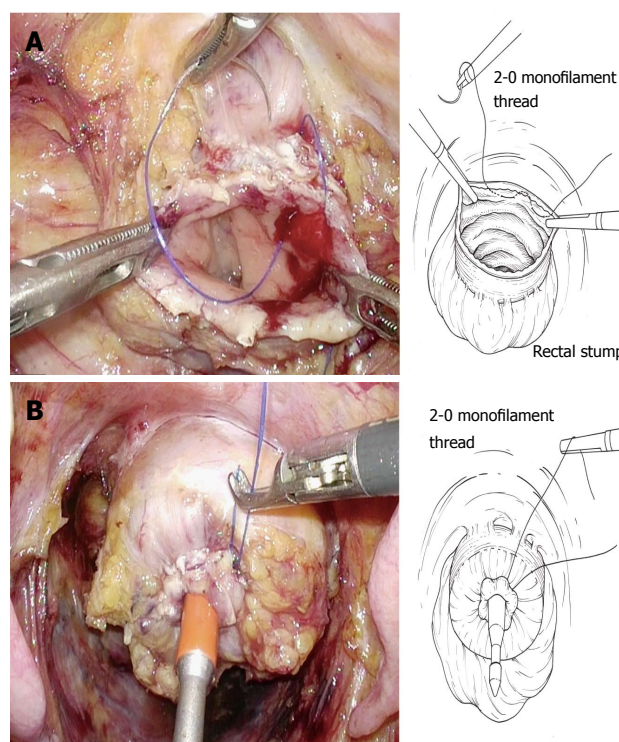 A
2-0 monofilament
thread
Rectal stump
B
2-0 monofilament
thread